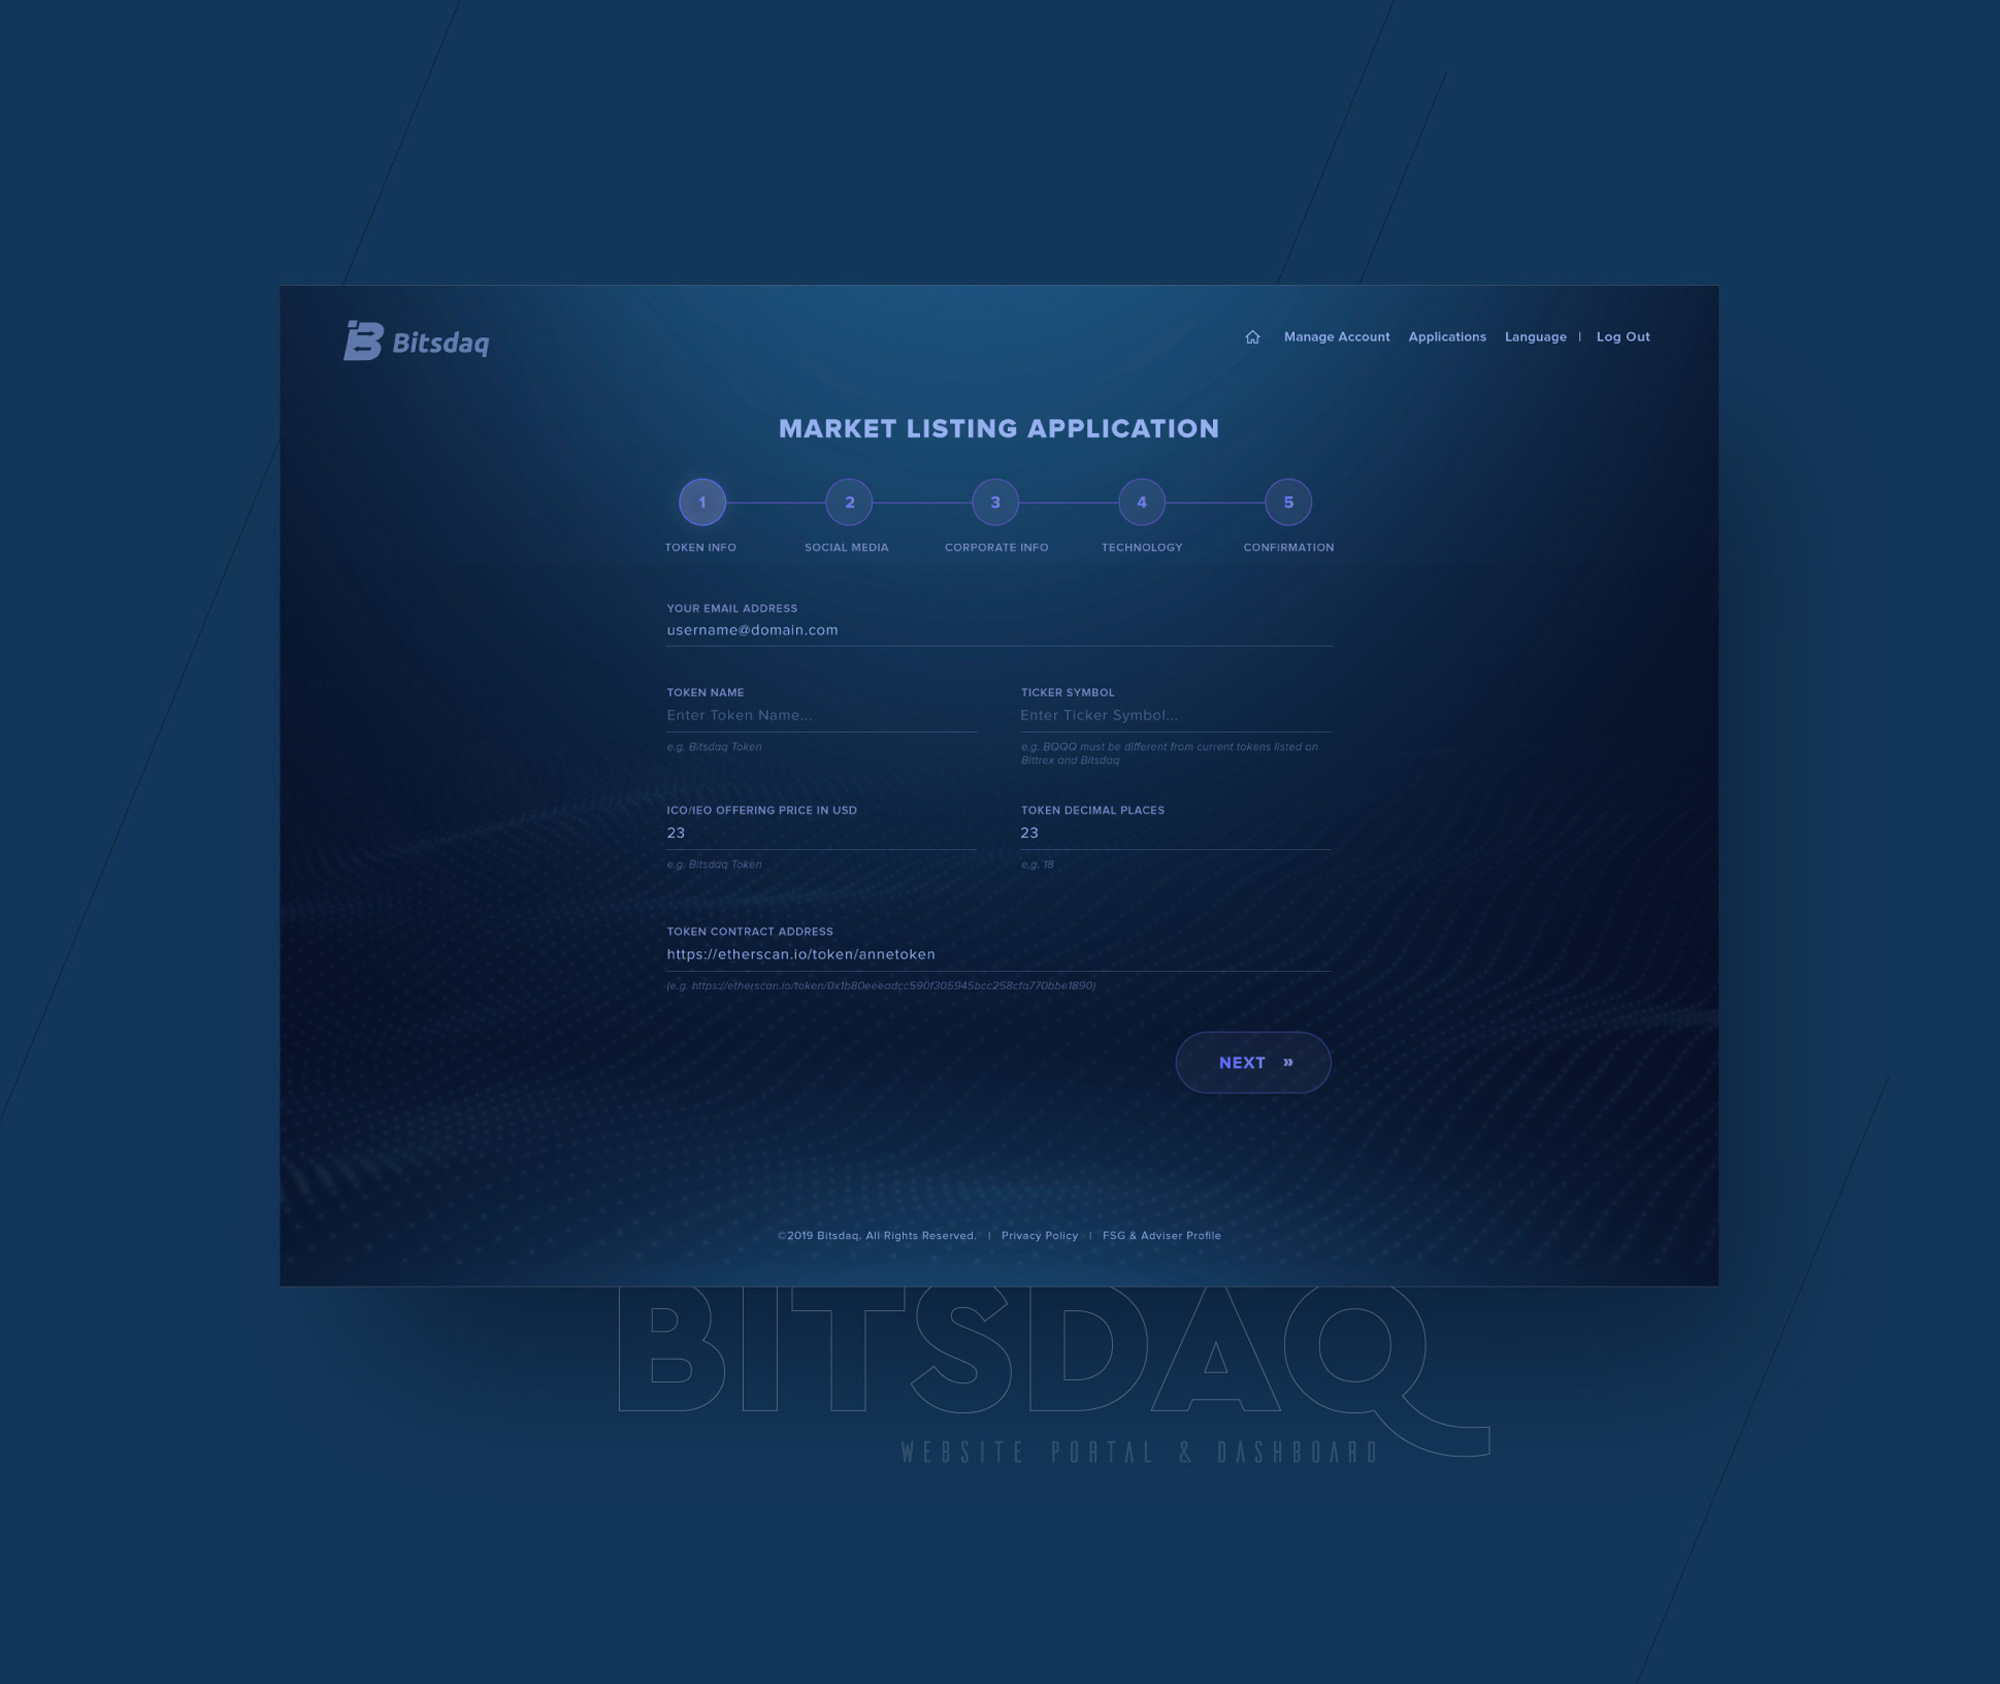 Bitsdaq
Manage Account Applications Language | Log Out
MARKET LISTING APPLICATION
1 2 3 4 5
TOKEN INFO SOCIAL MEDIA CORPORATE INFO TECHNOLOGY CONFIRMATION
YOUR EMAIL ADDRESS
username@domain.com
TOKEN NAME
Enter Token Name...
e.g. Bitsdaq Token
TICKER SYMBOL
Enter Ticker Symbol...
e.g. BQQQ must be different from current tokens listed on
Bittrex and Bitsdaq
ICO/IEO OFFERING PRICE IN USD
23
e.g. Bitsdaq Token
TOKEN DECIMAL PLACES
23
e.g. 18
TOKEN CONTRACT ADDRESS
https://etherscan.io/token/annetoken
(e.g. https://etherscan.io/token/0x1b80eeeadcc590f305945bcc258cfa770bbe1890)
NEXT »
©2019 Bitsdaq. All Rights Reserved. | Privacy Policy | FSG & Adviser Profile
BITSDAQ
WEBSITE PORTAL & DASHBOARD